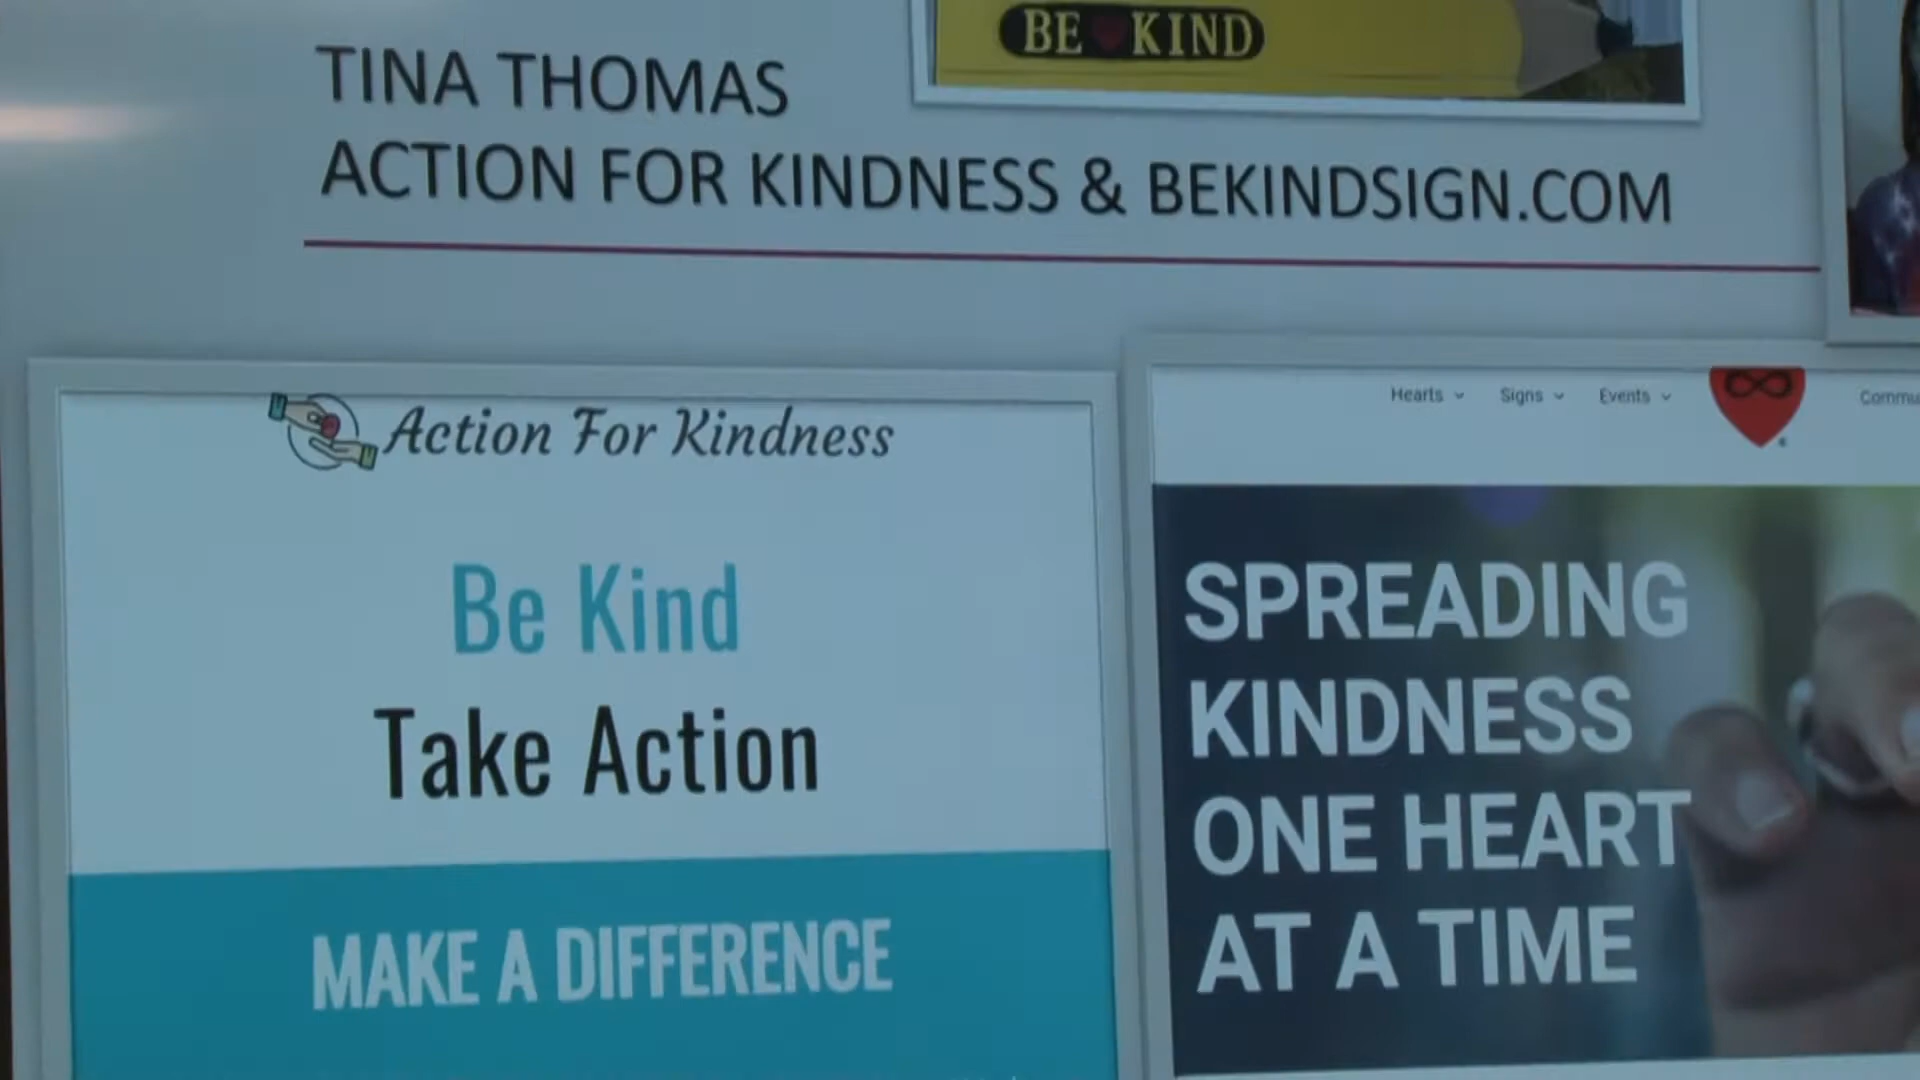 BE KIND
TINA THOMAS
ACTION FOR KINDNESS & BEKINDSIGN.COM
Action For Kindness
Be Kind
Take Action
MAKE A DIFFERENCE
Hearts Signs Events
SPREADING
KINDNESS
ONE HEART
AT A TIME